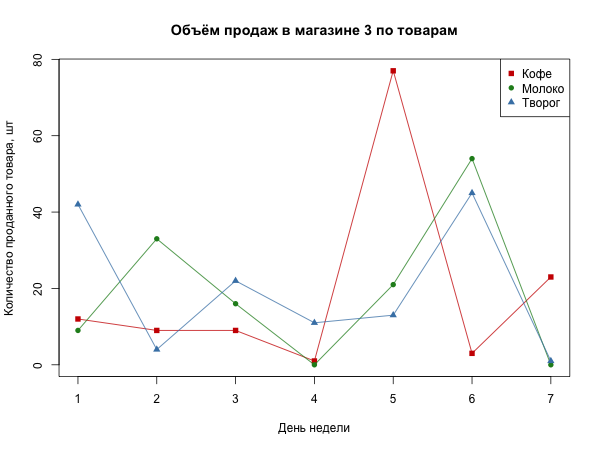 Объём продаж в магазине 3 по товарам
Количество проданного товара, шт
80
60
40
20
0
Кофе
Молоко
Творог
1 2 3 4 5 6 7
День недели